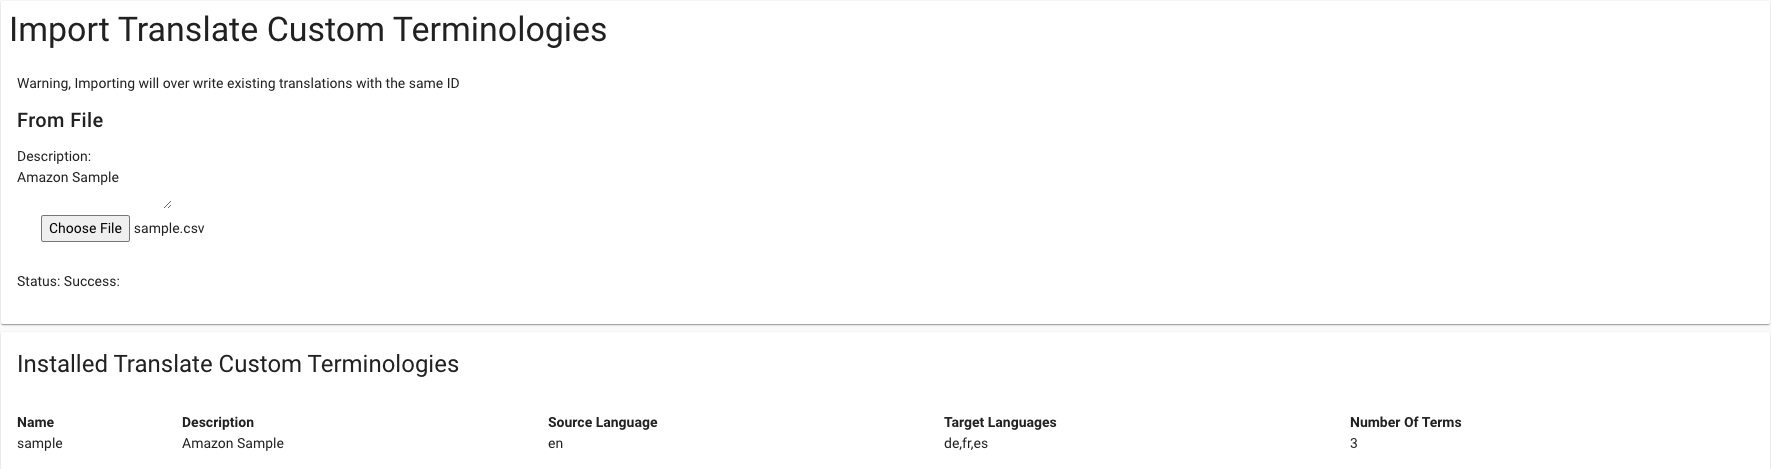 Import Translate Custom Terminologies
Warning, Importing will over write existing translations with the same ID
From File
Description:
Amazon Sample
Choose File sample.csv
Status: Success:
Installed Translate Custom Terminologies
Name Description Source Language Target Languages Number Of Terms
sample Amazon Sample en de,fr,es 3